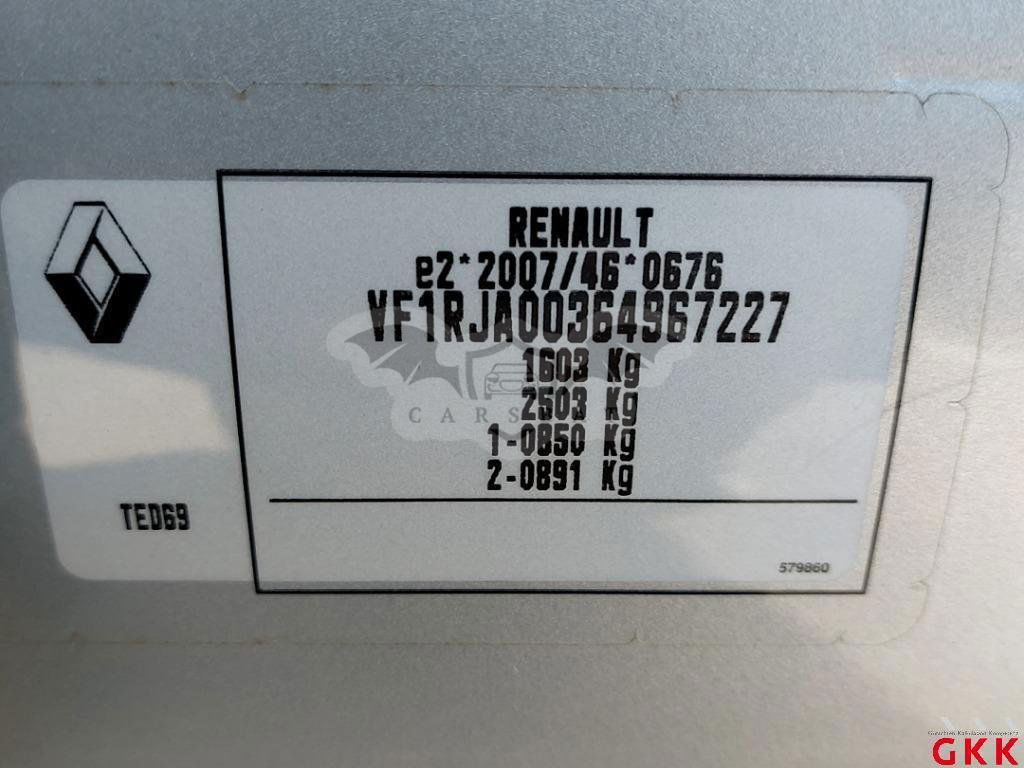 RENAULT
e2*2007/46*0676
VF1RJA00364967227
1603 Kg
2503 Kg
1-0850 Kg
2-0891 Kg
TED69
579860
GKK